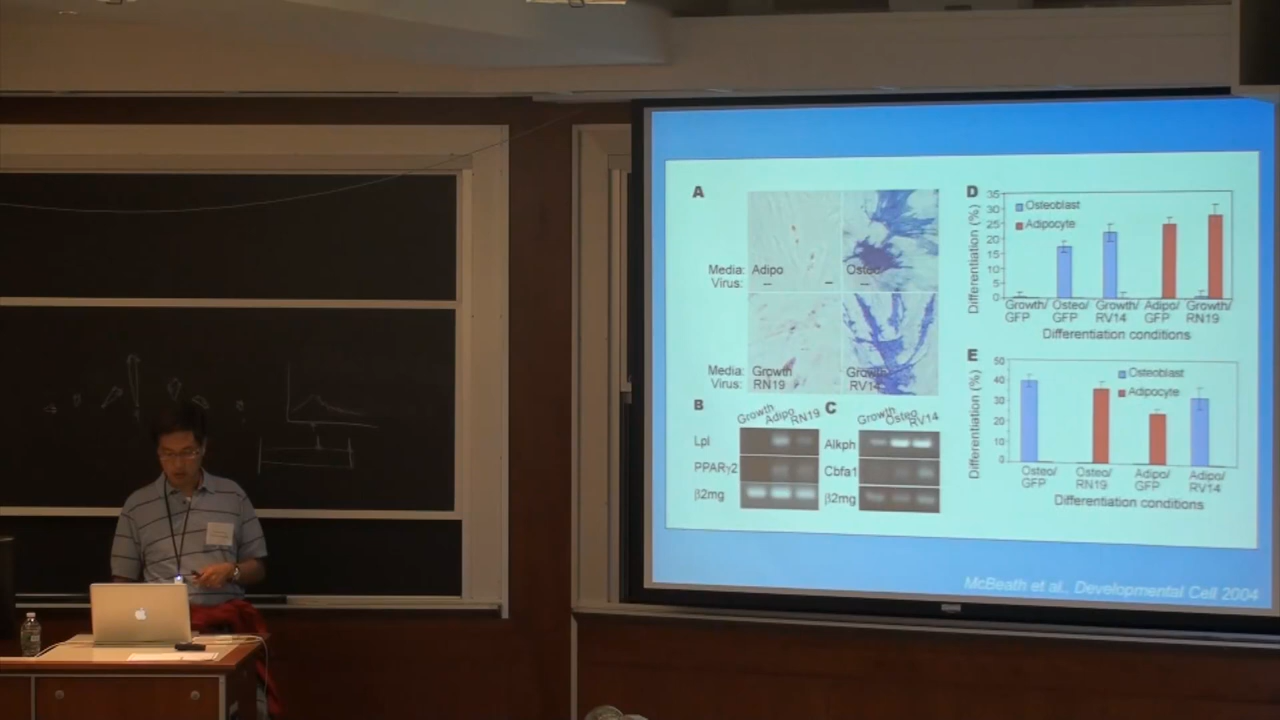 A
Media: Adipo Osteo
Virus: – –
Media: Growth Growth
Virus: RN19 RV14
B
Growth Adipo RN19
Lpl
PPARγ2
β2mg
C
Growth Osteo RV14
Alkph
Cbfa1
β2mg
D
Differentiation (%)
35
30
25
20
15
10
5
0
Osteoblast
Adipocyte
Growth/ Osteo/ Growth/ Adipo/ Growth/
GFP GFP RV14 GFP RN19
Differentiation conditions
E
Differentiation (%)
50
40
30
20
10
0
Osteoblast
Adipocyte
Osteo/ Osteo/ Adipo/ Adipo/
GFP RN19 GFP RV14
Differentiation conditions
McBeath et al., Developmental Cell 2004